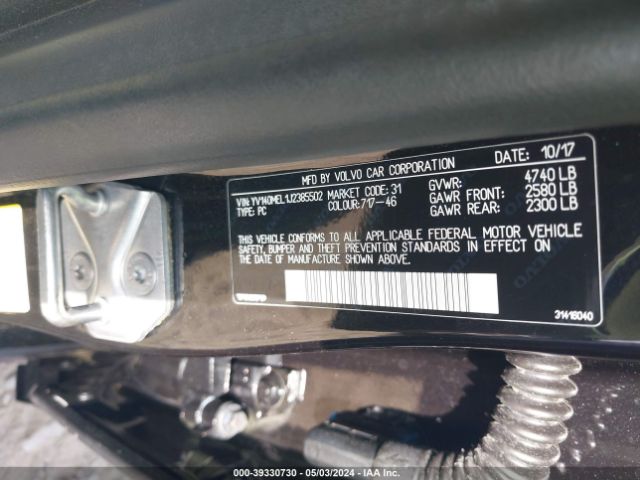 MFD BY VOLVO CAR CORPORATION DATE: 10/17
VIN: YV140MEL1J2385502 MARKET CODE: 31 GVWR: 4740 LB
TYPE: PC COLOUR: 717-46 GAWR FRONT: 2580 LB
GAWR REAR: 2300 LB
THIS VEHICLE CONFORMS TO ALL APPLICABLE FEDERAL MOTOR VEHICLE
SAFETY, BUMPER AND THEFT PREVENTION STANDARDS IN EFFECT ON
THE DATE OF MANUFACTURE SHOWN ABOVE.
31416040
000-39330730 - 05/03/2024 - IAA Inc.